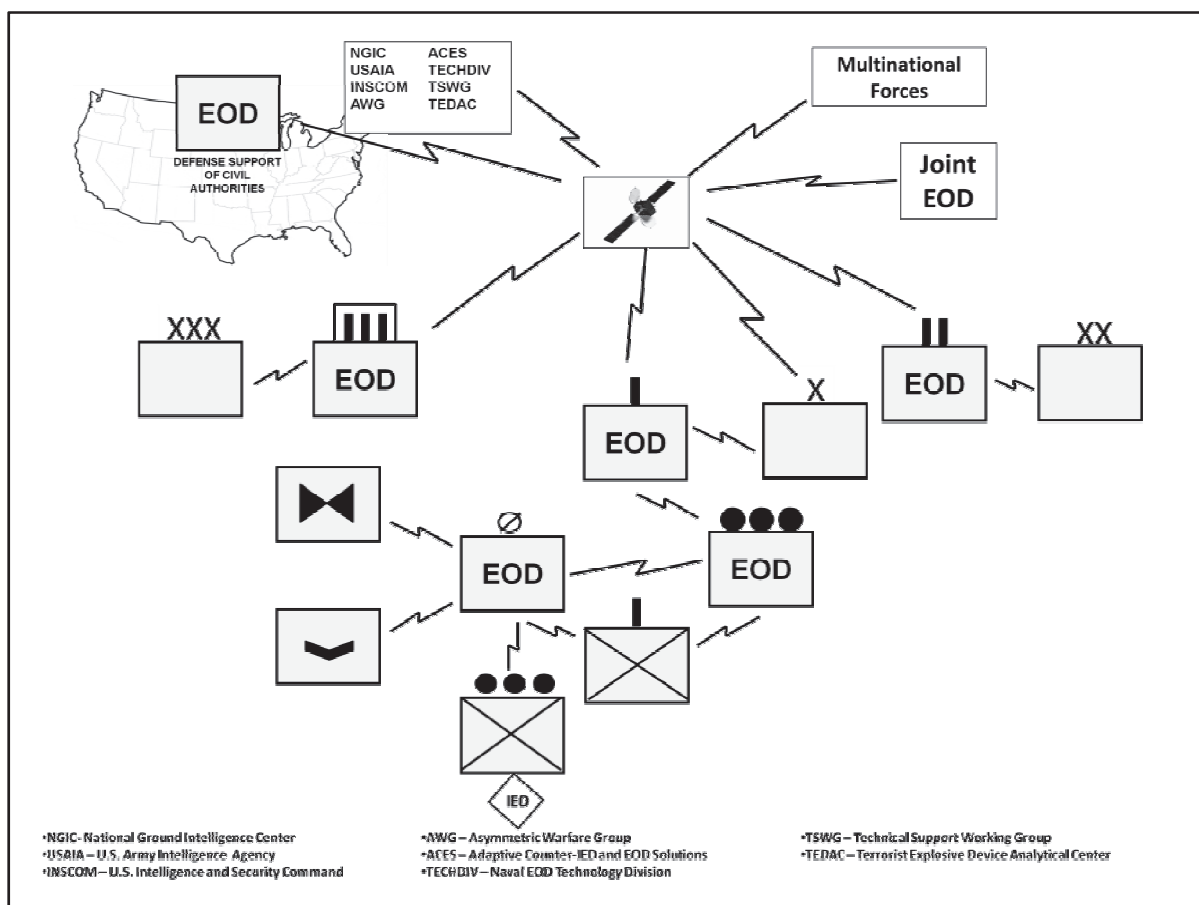 NGIC ACES
USAIA TECHDIV
INSCOM TSWG
AWG TEDAC
Multinational
Forces
EOD
DEFENSE SUPPORT
OF CIVIL
AUTHORITIES
Joint
EOD
XXX
EOD
XX
EOD
X
EOD
EOD
EOD
IED
•NGIC- National Ground Intelligence Center
•USAIA – U.S. Army Intelligence Agency
•INSCOM – U.S. Intelligence and Security Command
•AWG – Asymmetric Warfare Group
•ACES – Adaptive Counter-IED and EOD Solutions
•TECHDIV – Naval EOD Technology Division
•TSWG – Technical Support Working Group
•TEDAC – Terrorist Explosive Device Analytical Center